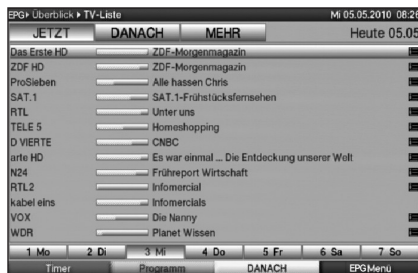 EPG▸ Überblick ▸ TV-Liste Mi 05.05.2010 08:26
JETZT DANACH MEHR Heute 05.05
Das Erste HD ZDF-Morgenmagazin
ZDF HD ZDF-Morgenmagazin
ProSieben Alle hassen Chris
SAT.1 SAT.1-Frühstücksfernsehen
RTL Unter uns
TELE 5 Homeshopping
D VIERTE CNBC
arte HD Es war einmal ... Die Entdeckung unserer Welt
N24 Frühreport Wirtschaft
RTL2 Infomercial
kabel eins Infomercials
VOX Die Nanny
WDR Planet Wissen
1 Mo 2 Di 3 Mi 4 Do 5 Fr 6 Sa 7 So
Timer Programm DANACH EPG Menü